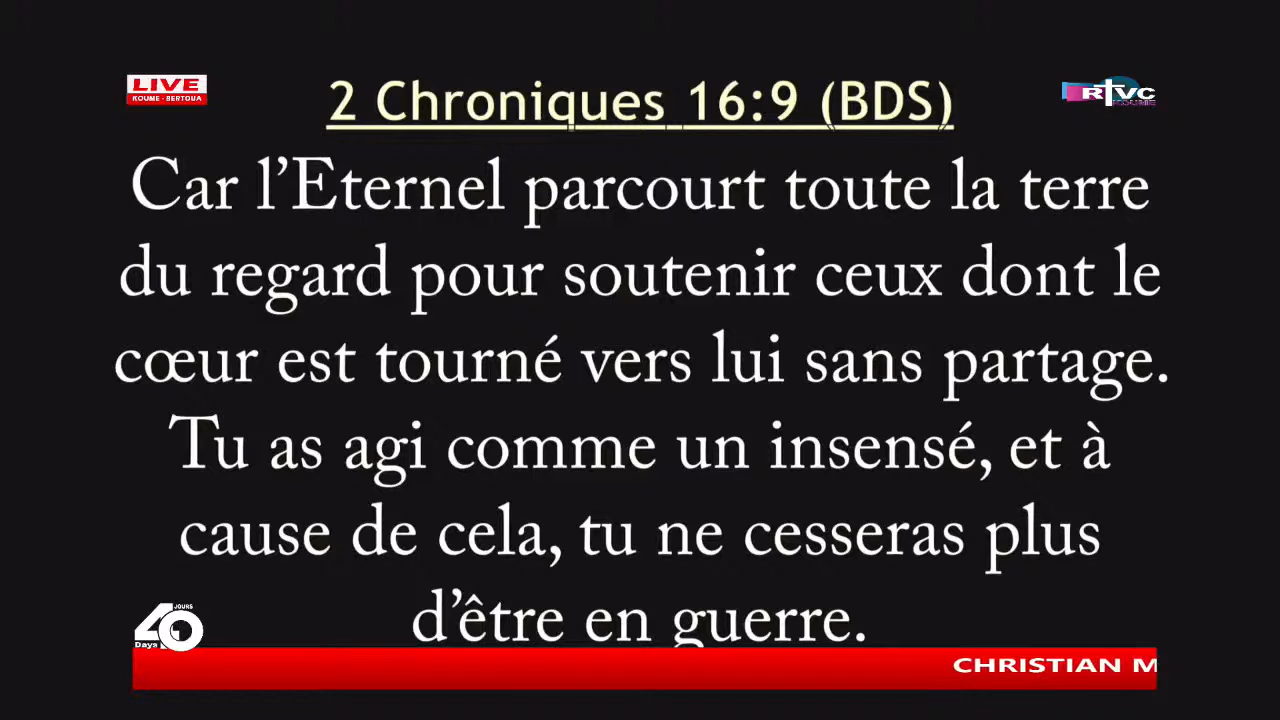 LIVE
KOUME - BERTOUA
RTVC
2 Chroniques 16:9 (BDS)
Car l’Eternel parcourt toute la terre
du regard pour soutenir ceux dont le
cœur est tourné vers lui sans partage.
Tu as agi comme un insensé, et à
cause de cela, tu ne cesseras plus
d’être en guerre.
40
JOURS
Days
CHRISTIAN M